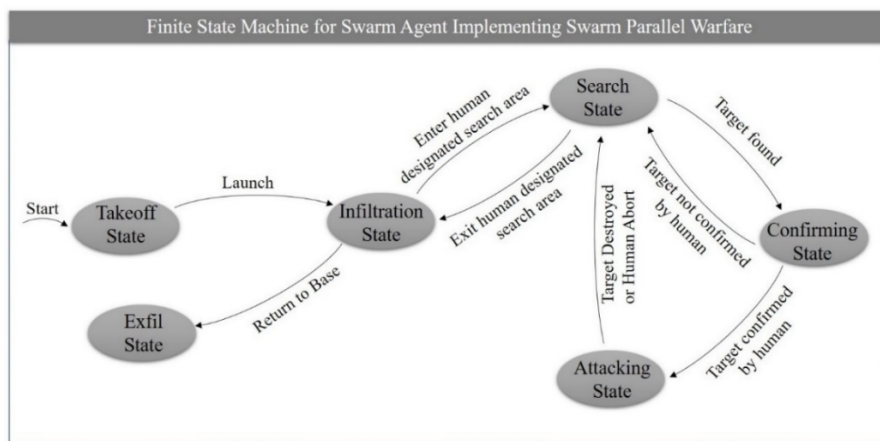 Finite State Machine for Swarm Agent Implementing Swarm Parallel Warfare
Search
State
Enter human
designated search area
Target found
Launch
Start
Takeoff
State
Infiltration
State
Exit human designated
search area
Target not confirmed
by human
Confirming
State
Target Destroyed
or Human Abort
Return to Base
Exfil
State
Target confirmed
by human
Attacking
State